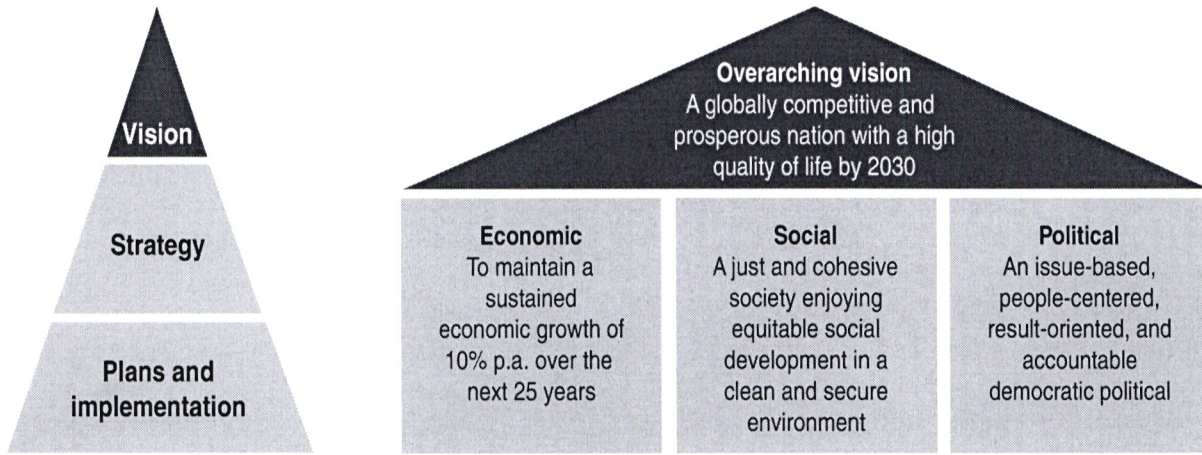 Vision
Strategy
Plans and
implementation
Overarching vision
A globally competitive and
prosperous nation with a high
quality of life by 2030
Economic
To maintain a
sustained
economic growth of
10% p.a. over the
next 25 years
Social
A just and cohesive
society enjoying
equitable social
development in a
clean and secure
environment
Political
An issue-based,
people-centered,
result-oriented, and
accountable
democratic political